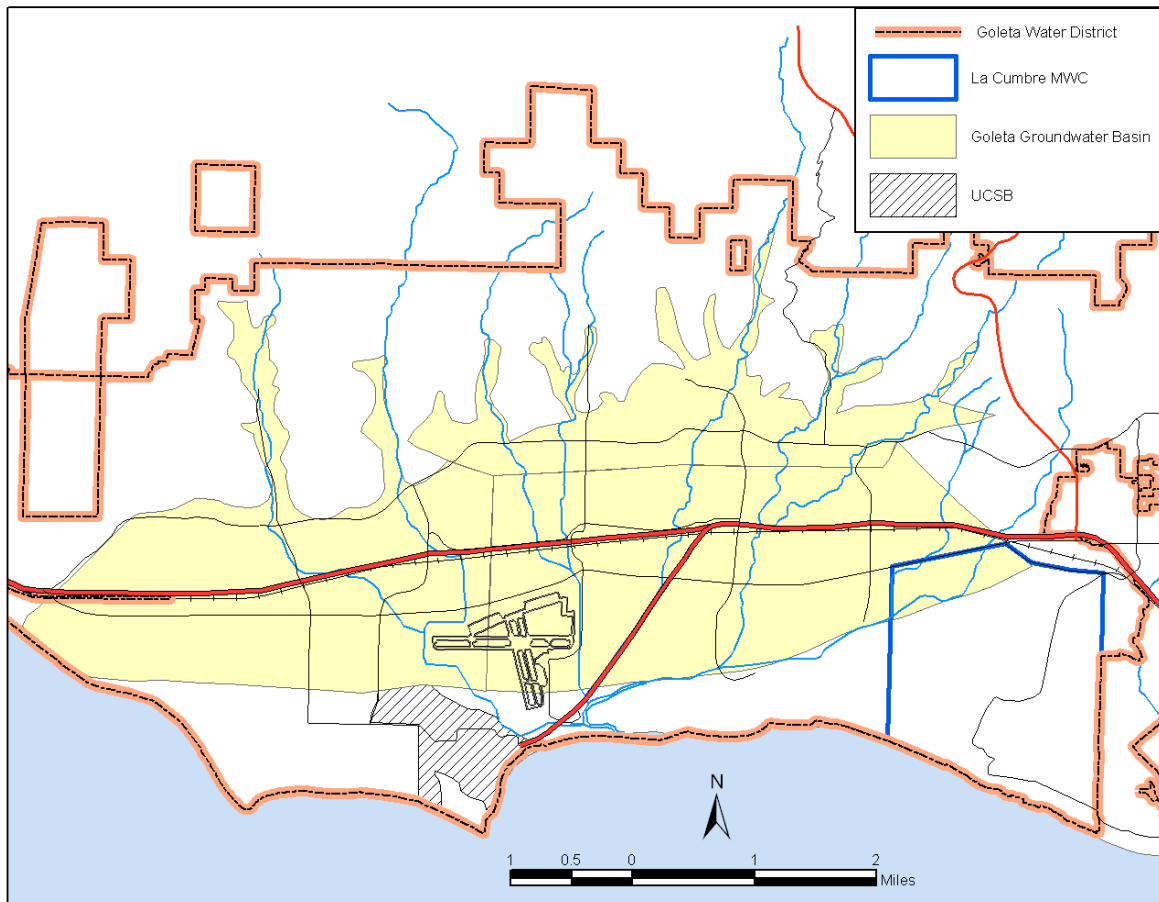 Goleta Water District
La Cumbre MWC
Goleta Groundwater Basin
UCSB
N
1 0.5 0 1 2
Miles